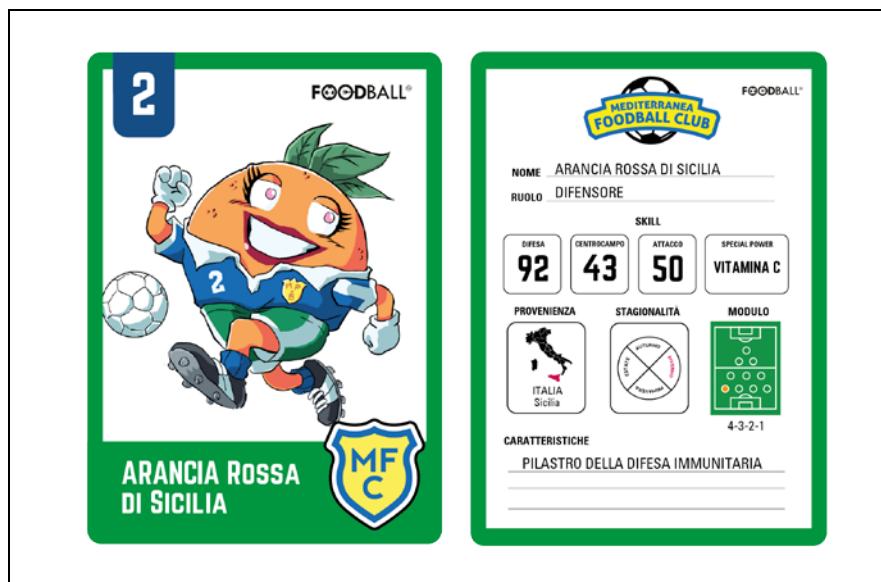 2
FOODBALL®
2
MFC
ARANCIA ROSSA
DI SICILIA
MF
C
MEDITERRANEA
FOODBALL CLUB
FOODBALL®
NOME ARANCIA ROSSA DI SICILIA
RUOLO DIFENSORE
SKILL
DIFESA CENTROCAMPO ATTACCO SPECIAL POWER
92 43 50 VITAMINA C
PROVENIENZA STAGIONALITÀ MODULO
AUTUNNO
INVERNO
PRIMAVERA
ESTATE
ITALIA
Sicilia
4-3-2-1
CARATTERISTICHE
PILASTRO DELLA DIFESA IMMUNITARIA